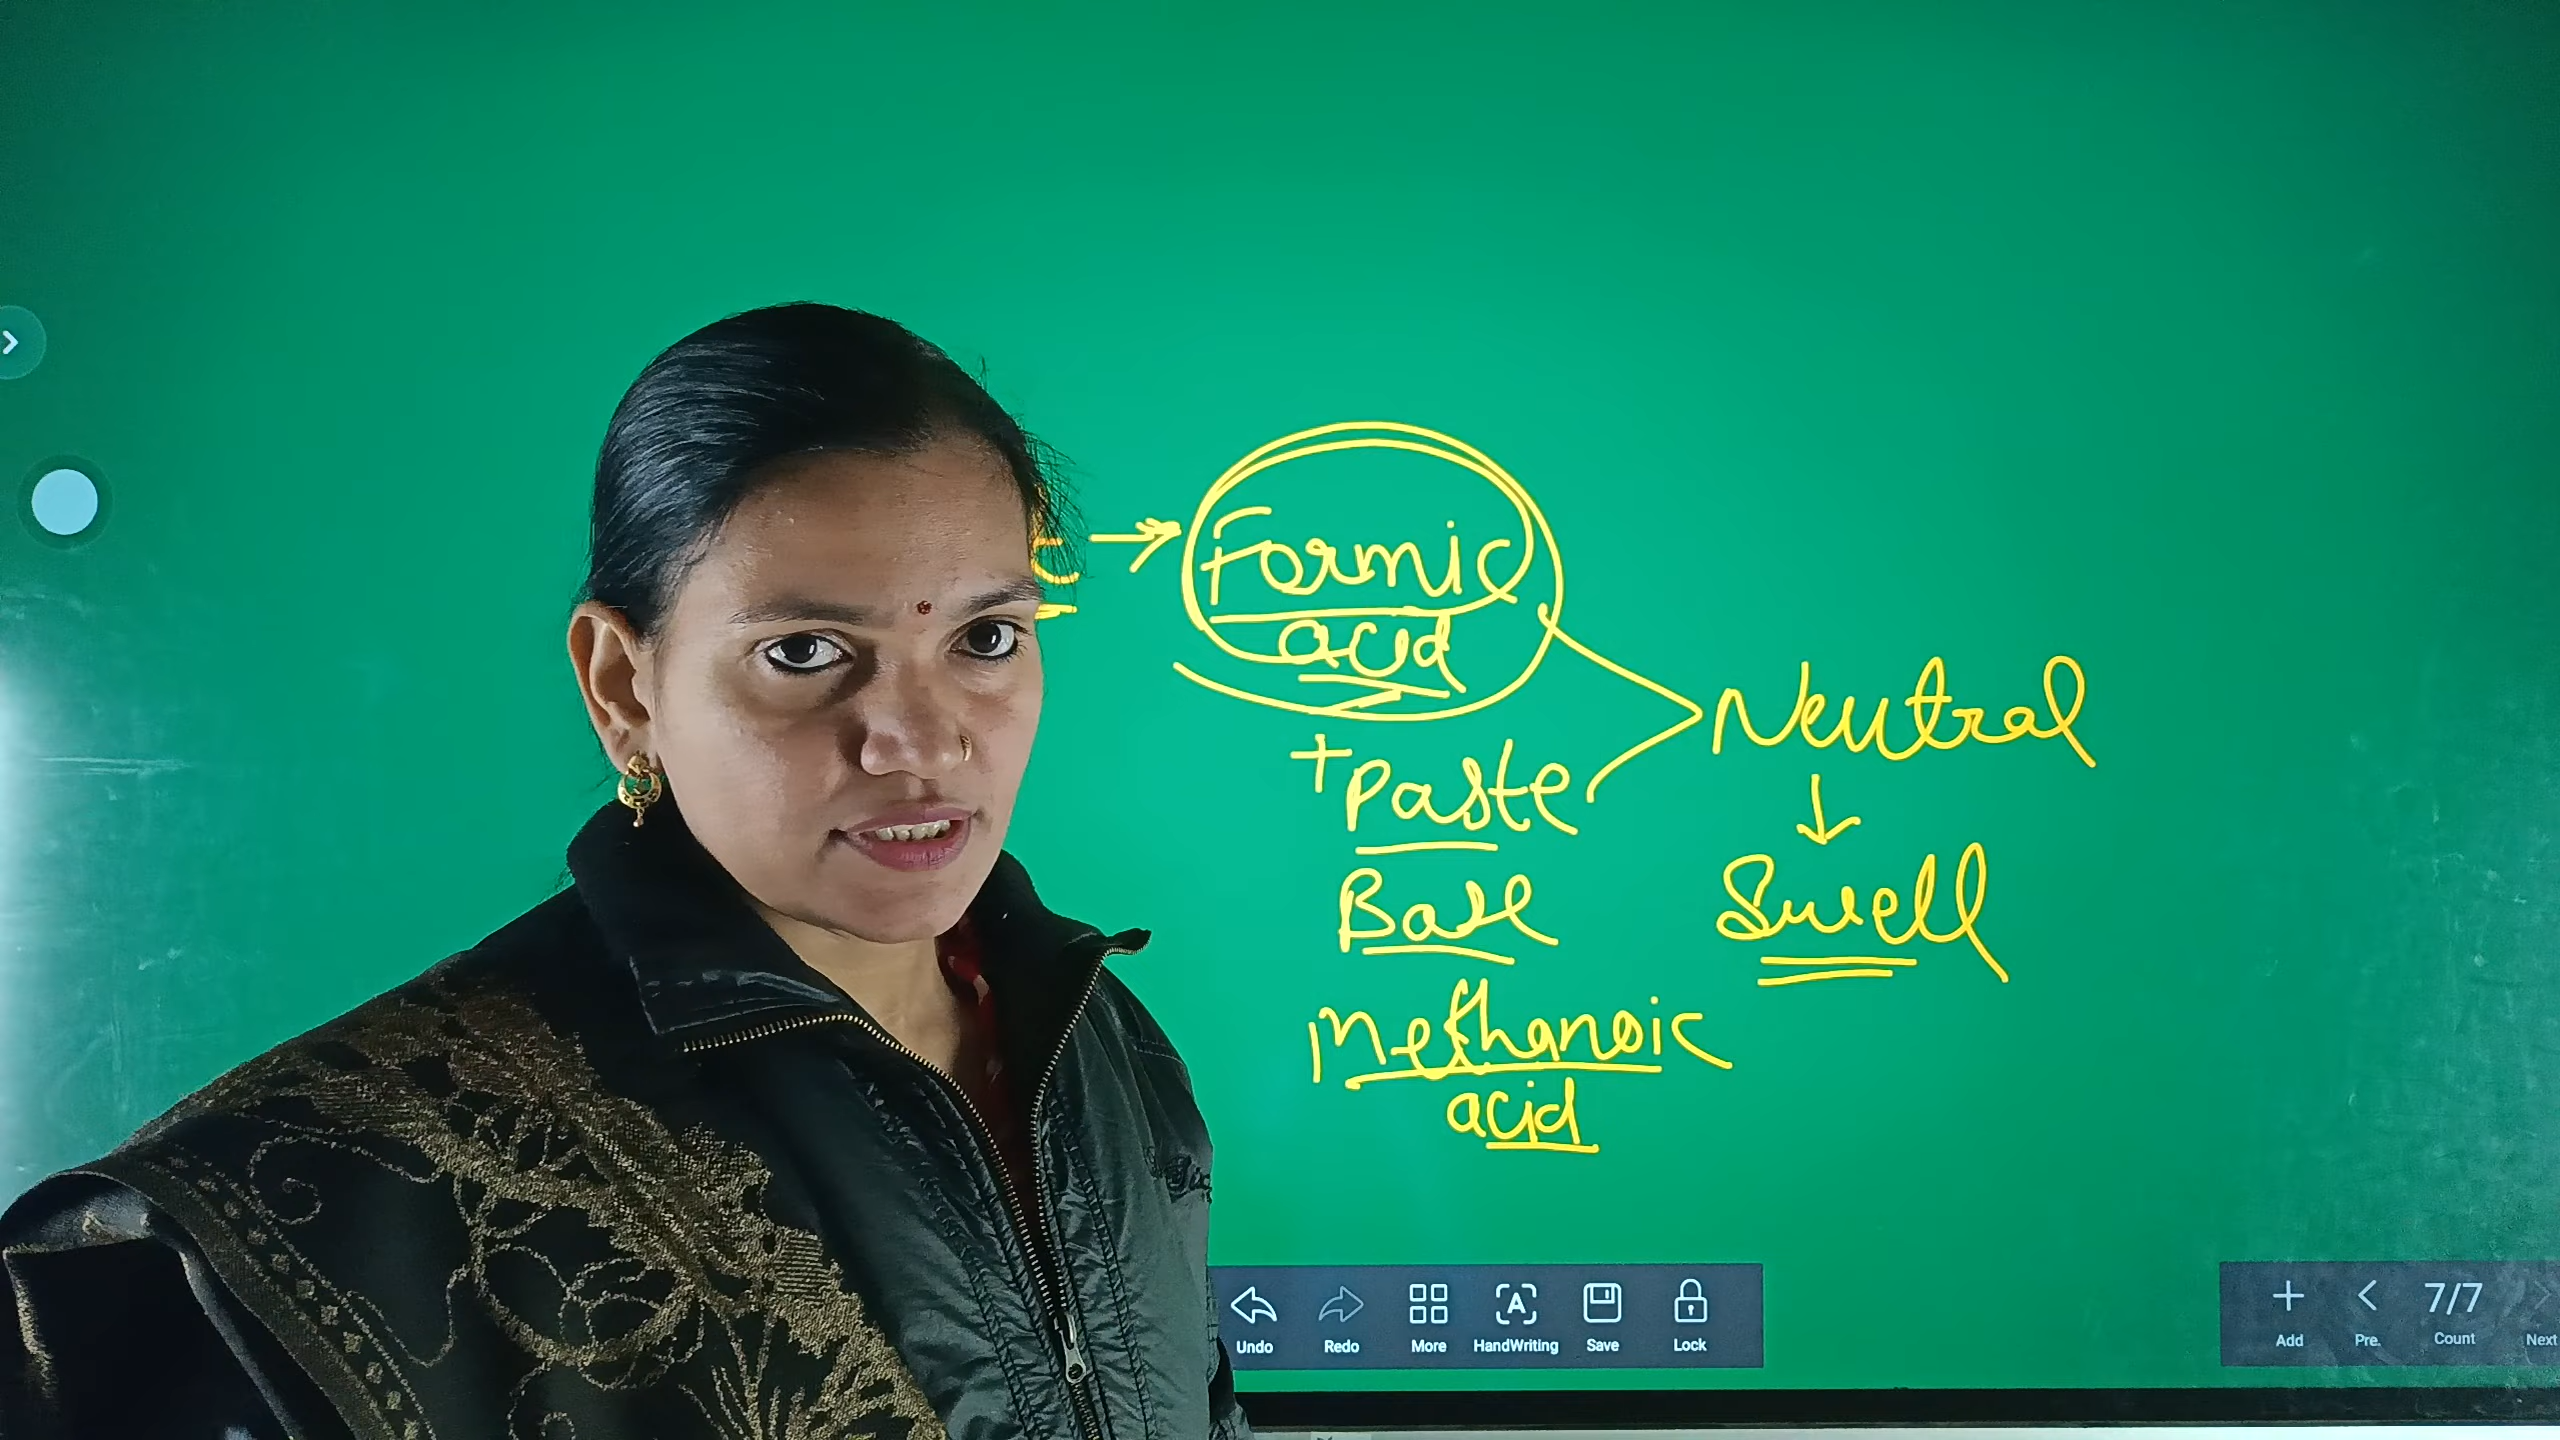 → Formic
acid
+ Paste
Neutral
↓
Base
Swell
Methanoic
acid
Undo
Redo
More
HandWriting
Save
Lock
Add
Pre.
7/7
Count
Next